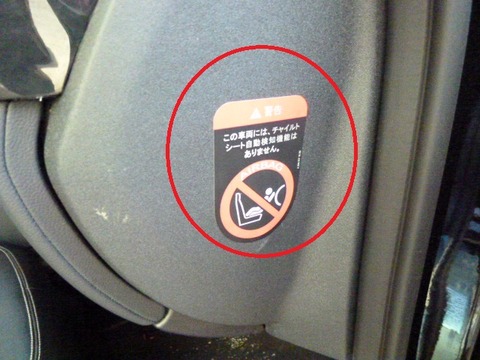 警告
この車両には、チャイルト
シート自動検知機能は
ありません。